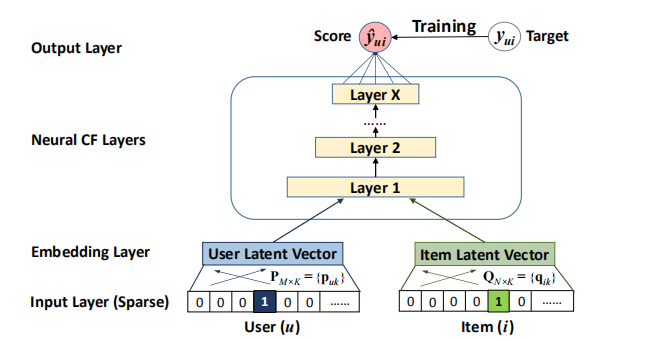 Output Layer
Score
ŷui
Training
yui
Target
Layer X
......
Neural CF Layers
Layer 2
Layer 1
Embedding Layer
User Latent Vector
Item Latent Vector
PM×K = {puk}
QN×K = {qik}
Input Layer (Sparse)
0 0 0 1 0 0 ......
0 0 0 0 1 0 ......
User (u)
Item (i)